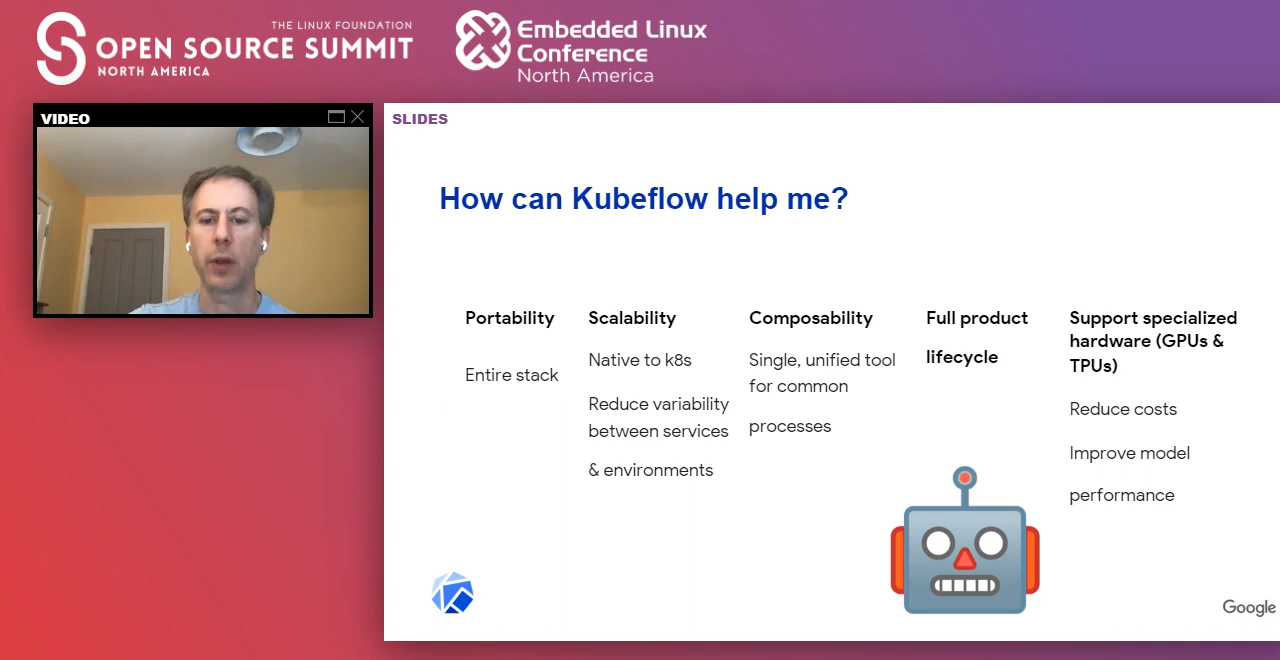 THE LINUX FOUNDATION
OPEN SOURCE SUMMIT
NORTH AMERICA
Embedded Linux
Conference
North America
VIDEO
SLIDES
How can Kubeflow help me?
Portability
Entire stack
Scalability
Native to k8s
Reduce variability
between services
& environments
Composability
Single, unified tool
for common
processes
Full product
lifecycle
Support specialized
hardware (GPUs &
TPUs)
Reduce costs
Improve model
performance
Google